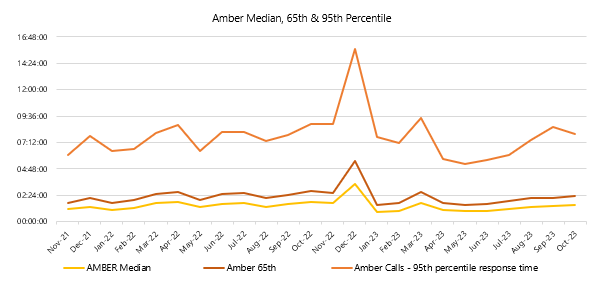 Amber Median, 65th & 95th Percentile
16:48:00
14:24:00
12:00:00
09:36:00
07:12:00
04:48:00
02:24:00
00:00:00
Nov-21 Dec-21 Jan-22 Feb-22 Mar-22 Apr-22 May-22 Jun-22 Jul-22 Aug-22 Sep-22 Oct-22 Nov-22 Dec-22 Jan-23 Feb-23 Mar-23 Apr-23 May-23 Jun-23 Jul-23 Aug-23 Sep-23 Oct-23
AMBER Median Amber 65th Amber Calls - 95th percentile response time